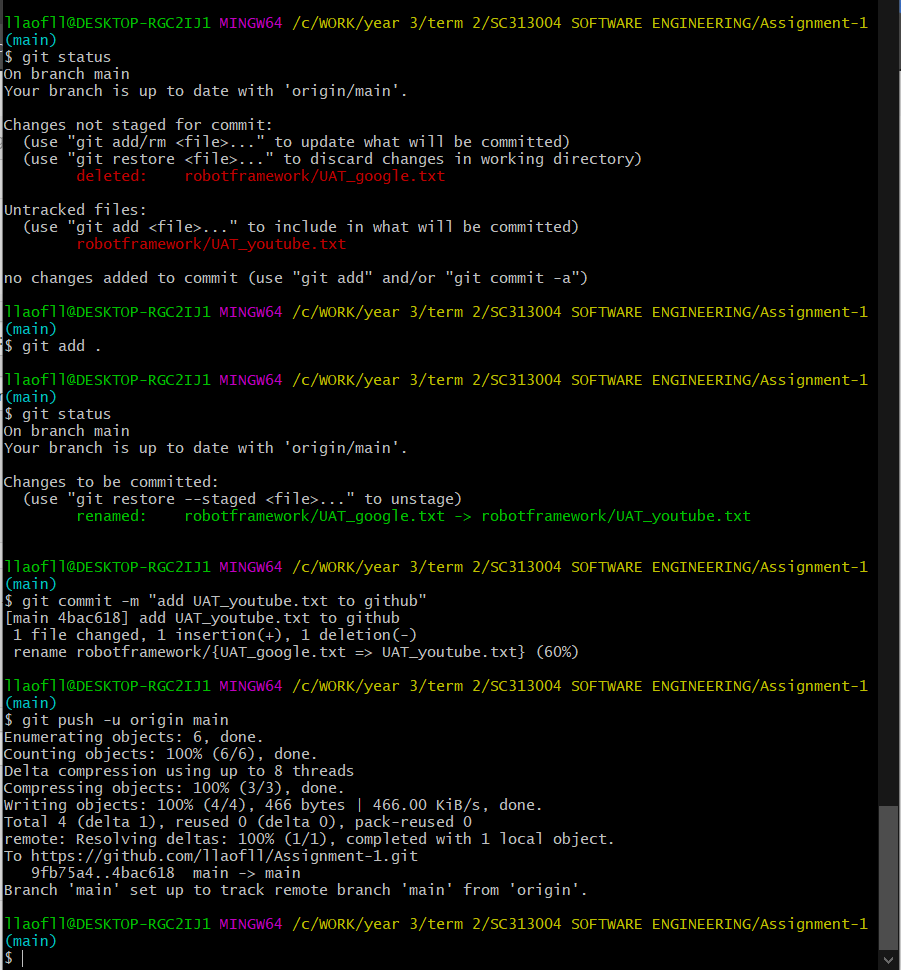 llaofll@DESKTOP-RGC2IJ1 MINGW64 /c/WORK/year 3/term 2/SC313004 SOFTWARE ENGINEERING/Assignment-1
(main)
$ git status
On branch main
Your branch is up to date with 'origin/main'.
Changes not staged for commit:
  (use "git add/rm <file>..." to update what will be committed)
  (use "git restore <file>..." to discard changes in working directory)
        deleted:    robotframework/UAT_google.txt
Untracked files:
  (use "git add <file>..." to include in what will be committed)
        robotframework/UAT_youtube.txt
no changes added to commit (use "git add" and/or "git commit -a")
llaofll@DESKTOP-RGC2IJ1 MINGW64 /c/WORK/year 3/term 2/SC313004 SOFTWARE ENGINEERING/Assignment-1
(main)
$ git add .
llaofll@DESKTOP-RGC2IJ1 MINGW64 /c/WORK/year 3/term 2/SC313004 SOFTWARE ENGINEERING/Assignment-1
(main)
$ git status
On branch main
Your branch is up to date with 'origin/main'.
Changes to be committed:
  (use "git restore --staged <file>..." to unstage)
        renamed:    robotframework/UAT_google.txt -> robotframework/UAT_youtube.txt
llaofll@DESKTOP-RGC2IJ1 MINGW64 /c/WORK/year 3/term 2/SC313004 SOFTWARE ENGINEERING/Assignment-1
(main)
$ git commit -m "add UAT_youtube.txt to github"
[main 4bac618] add UAT_youtube.txt to github
 1 file changed, 1 insertion(+), 1 deletion(-)
 rename robotframework/{UAT_google.txt => UAT_youtube.txt} (60%)
llaofll@DESKTOP-RGC2IJ1 MINGW64 /c/WORK/year 3/term 2/SC313004 SOFTWARE ENGINEERING/Assignment-1
(main)
$ git push -u origin main
Enumerating objects: 6, done.
Counting objects: 100% (6/6), done.
Delta compression using up to 8 threads
Compressing objects: 100% (3/3), done.
Writing objects: 100% (4/4), 466 bytes | 466.00 KiB/s, done.
Total 4 (delta 1), reused 0 (delta 0), pack-reused 0
remote: Resolving deltas: 100% (1/1), completed with 1 local object.
To https://github.com/llaofll/Assignment-1.git
   9fb75a4..4bac618  main -> main
Branch 'main' set up to track remote branch 'main' from 'origin'.
llaofll@DESKTOP-RGC2IJ1 MINGW64 /c/WORK/year 3/term 2/SC313004 SOFTWARE ENGINEERING/Assignment-1
(main)
$